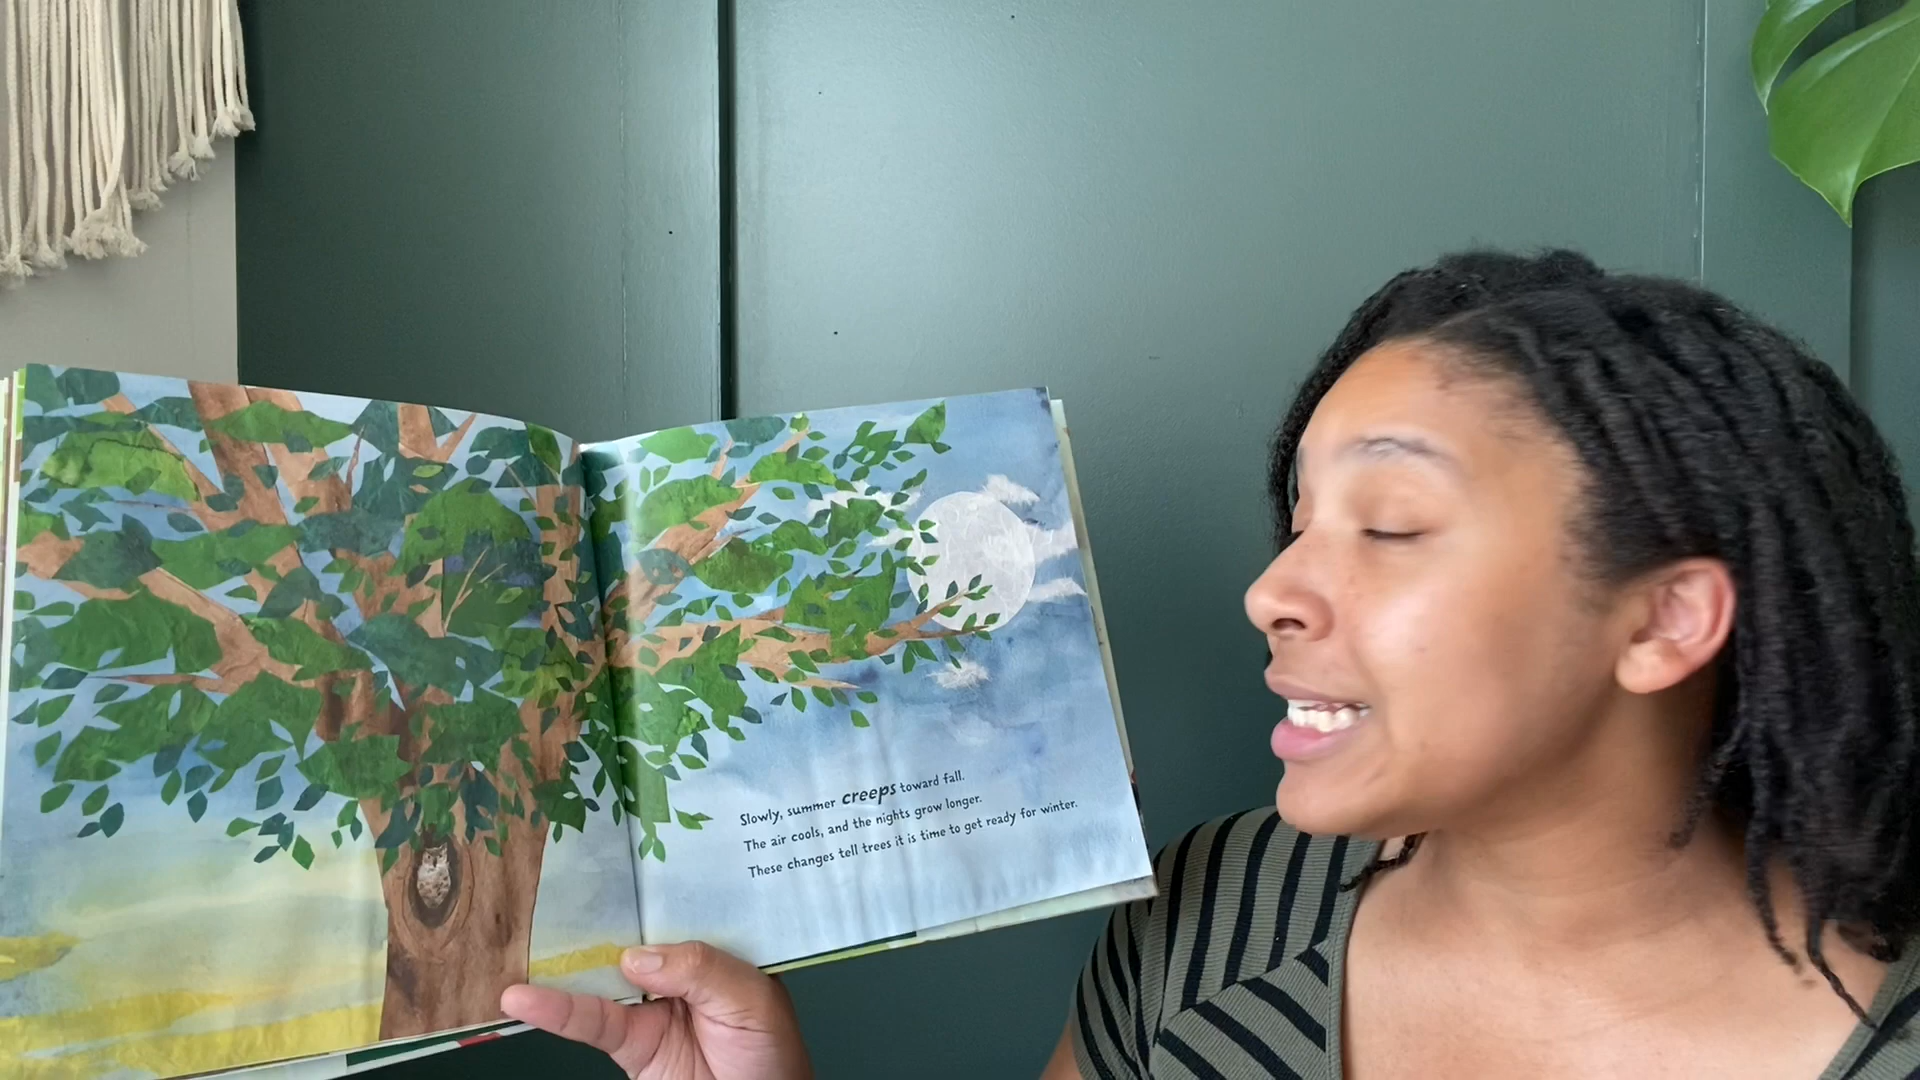 Slowly, summer creeps toward fall.
The air cools, and the nights grow longer.
These changes tell trees it is time to get ready for winter.